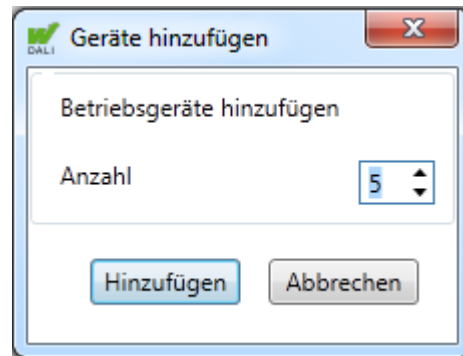 DALI
Geräte hinzufügen
Betriebsgeräte hinzufügen
Anzahl 5
Hinzufügen Abbrechen